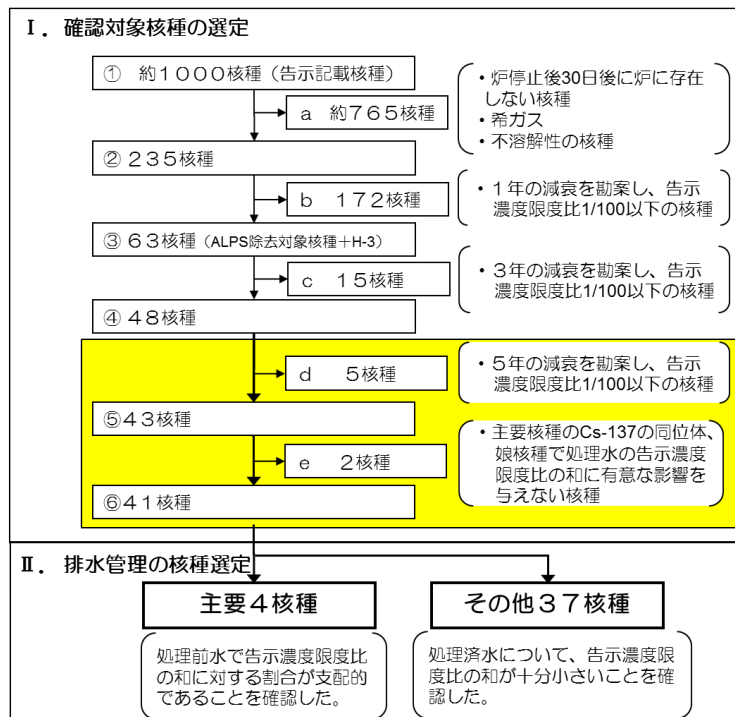 Ⅰ．確認対象核種の選定
① 約１０００核種（告示記載核種）
a 約７６５核種
・炉停止後30日後に炉に存在
しない核種
・希ガス
・不溶解性の核種
② ２３５核種
b １７２核種
・１年の減衰を勘案し、告示
濃度限度比1/100以下の核種
③ ６３核種（ALPS除去対象核種＋H-3）
c １５核種
・３年の減衰を勘案し、告示
濃度限度比1/100以下の核種
④ ４８核種
d ５核種
・５年の減衰を勘案し、告示
濃度限度比1/100以下の核種
⑤４３核種
e ２核種
・主要核種のCs-137の同位体、
娘核種で処理水の告示濃度
限度比の和に有意な影響を
与えない核種
⑥４１核種
Ⅱ．排水管理の核種選定
主要４核種
その他３７核種
処理前水で告示濃度限度比
の和に対する割合が支配的
であることを確認した。
処理済水について、告示濃度限度
比の和が十分小さいことを確
認した。